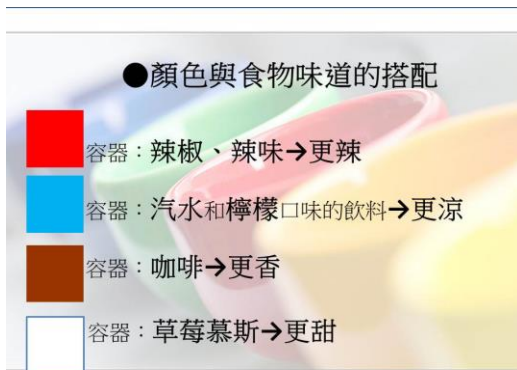 ●顏色與食物味道的搭配
容器：辣椒、辣味→更辣
容器：汽水和檸檬口味的飲料→更涼
容器：咖啡→更香
容器：草莓慕斯→更甜